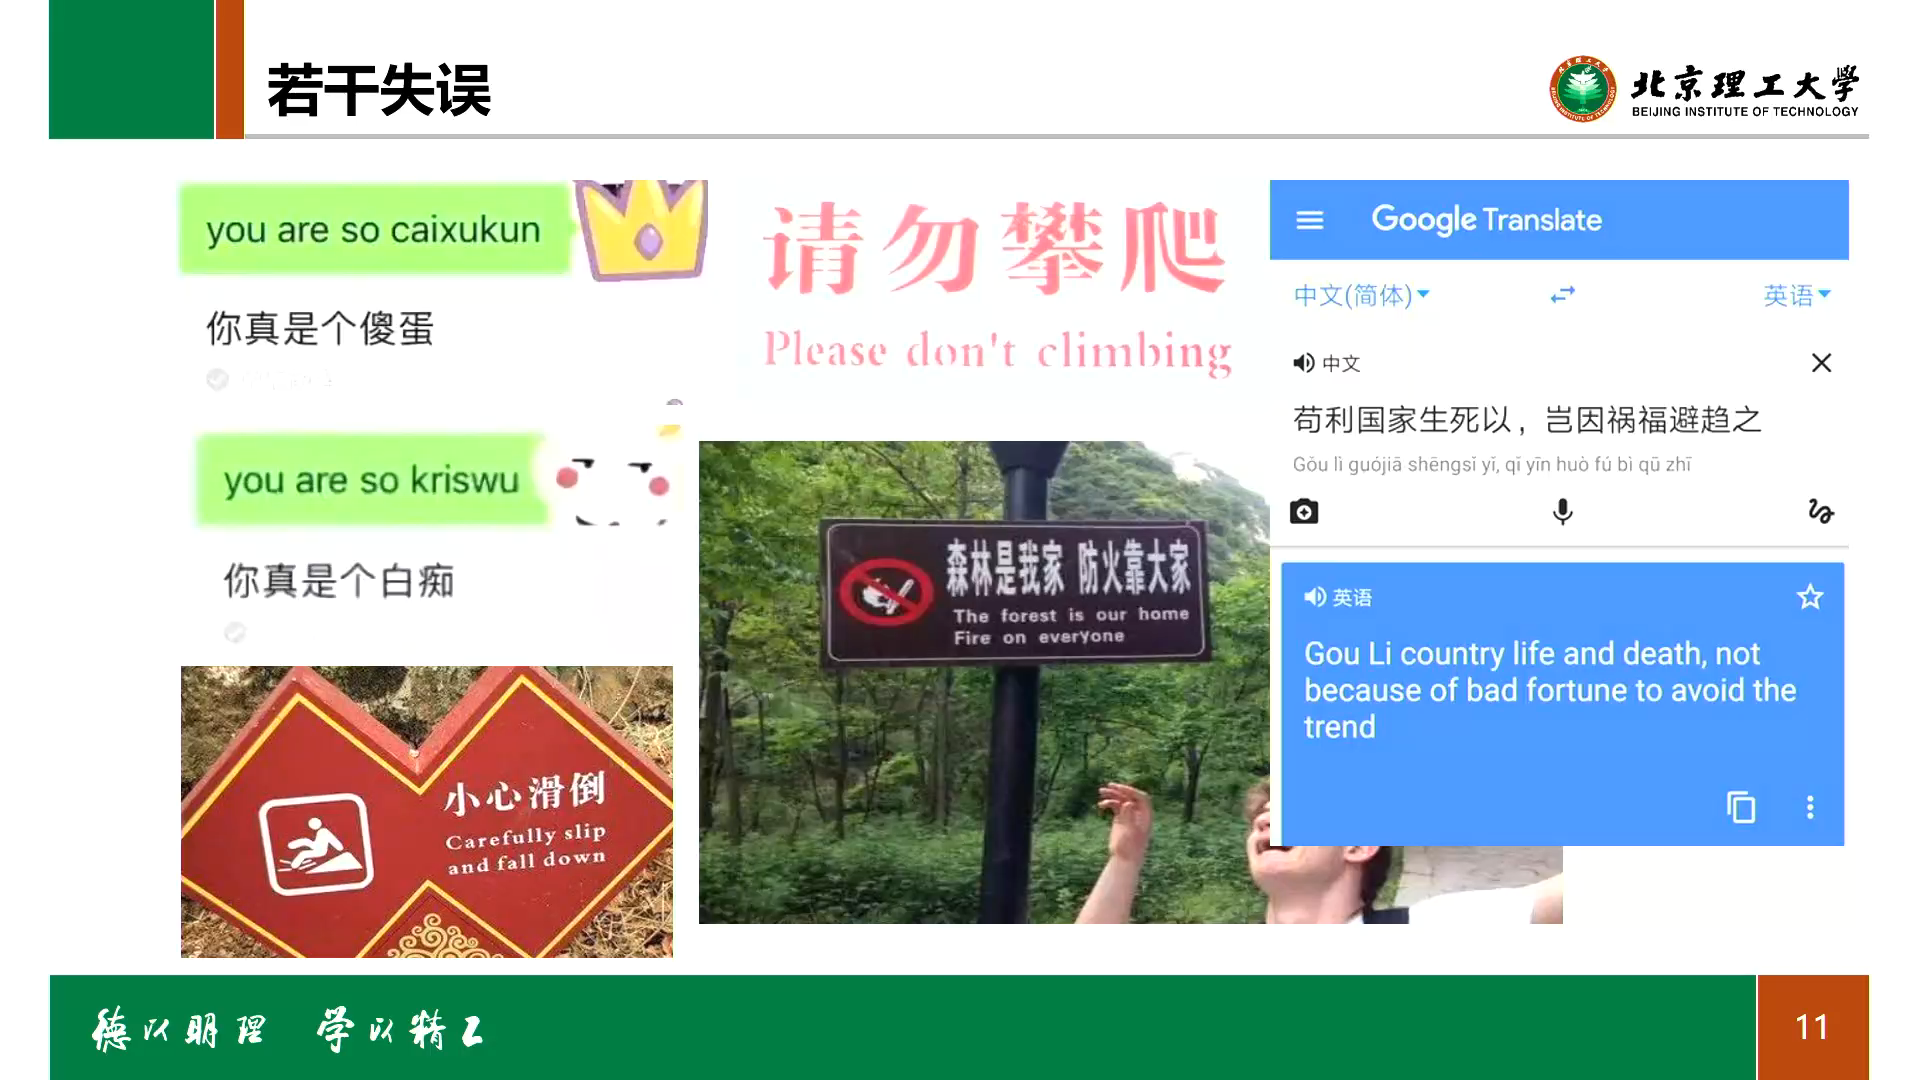 若干失误
北京理工大学
BEIJING INSTITUTE OF TECHNOLOGY
you are so caixukun
你真是个傻蛋
you are so kriswu
你真是个白痴
小心滑倒
Carefully slip
and fall down
请勿攀爬
Please don't climbing
森林是我家 防火靠大家
The forest is our home
Fire on everyone
Google Translate
中文(简体)
英语
中文
苟利国家生死以，岂因祸福避趋之
Gǒu lì guójiā shēngsǐ yǐ, qǐ yīn huò fú bì qū zhī
英语
Gou Li country life and death, not
because of bad fortune to avoid the
trend
德以明理 学以精工
11